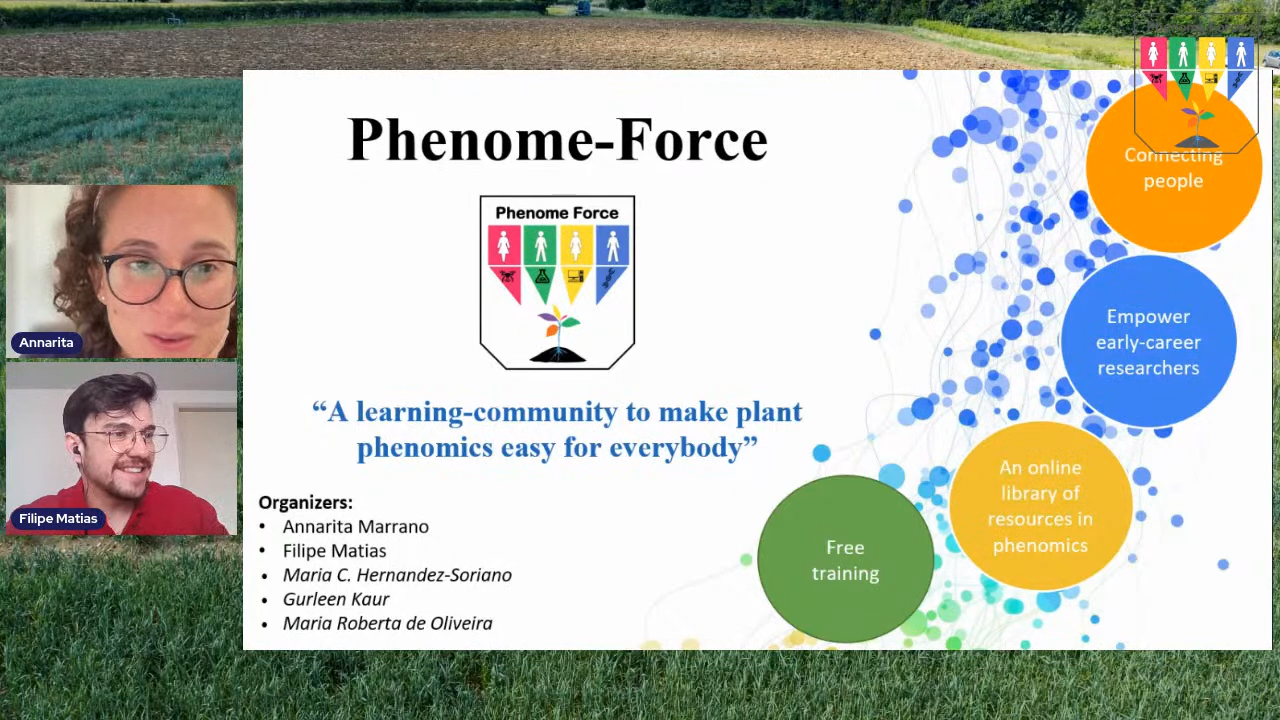 Phenome-Force
Phenome Force
“A learning-community to make plant
phenomics easy for everybody”
Organizers:
• Annarita Marrano
• Filipe Matias
• Maria C. Hernandez-Soriano
• Gurleen Kaur
• Maria Roberta de Oliveira
Connecting
people
Empower
early-career
researchers
An online
library of
resources in
phenomics
Free
training
Annarita
Filipe Matias